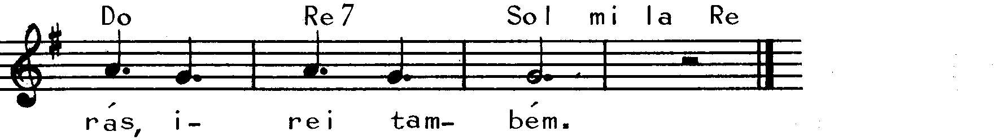 Do Re7 Sol mi la Re
rás, i- rei tam- bém.